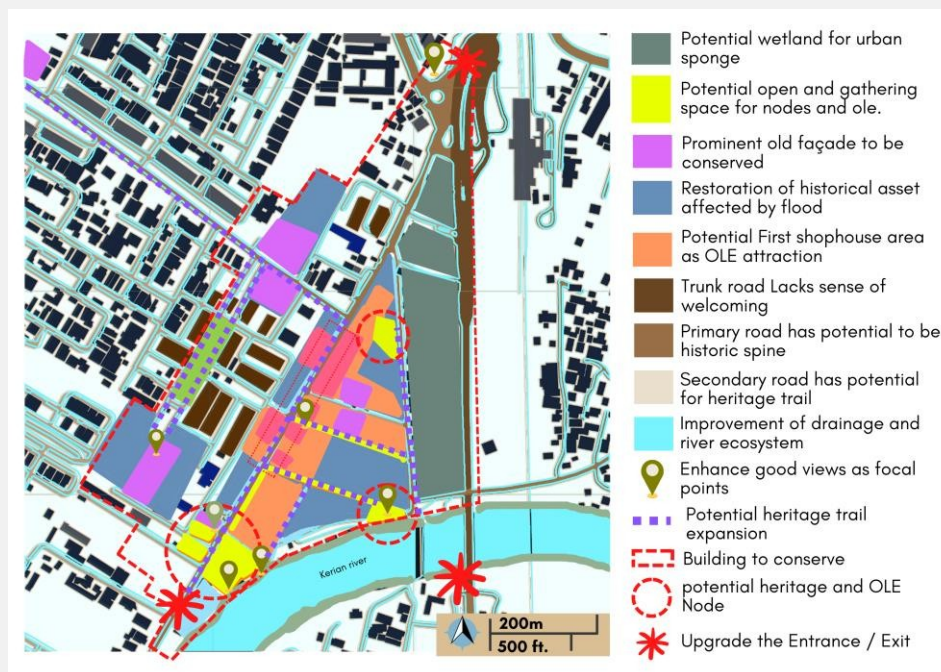 Potential wetland for urban
sponge
Potential open and gathering
space for nodes and ole.
Prominent old façade to be
conserved
Restoration of historical asset
affected by flood
Potential First shophouse area
as OLE attraction
Trunk road Lacks sense of
welcoming
Primary road has potential to be
historic spine
Secondary road has potential
for heritage trail
Improvement of drainage and
river ecosystem
Enhance good views as focal
points
Potential heritage trail
expansion
Building to conserve
potential heritage and OLE
Node
Upgrade the Entrance / Exit
Kerian river
200m
500 ft.